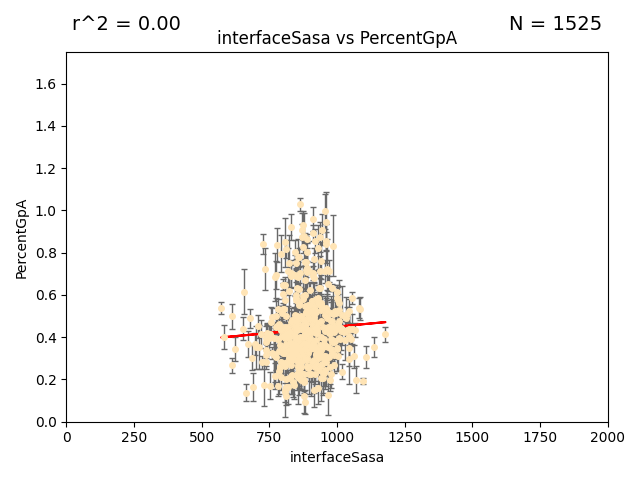 r^2 = 0.00
N = 1525
interfaceSasa vs PercentGpA
PercentGpA
1.6
1.4
1.2
1.0
0.8
0.6
0.4
0.2
0.0
0 250 500 750 1000 1250 1500 1750 2000
interfaceSasa